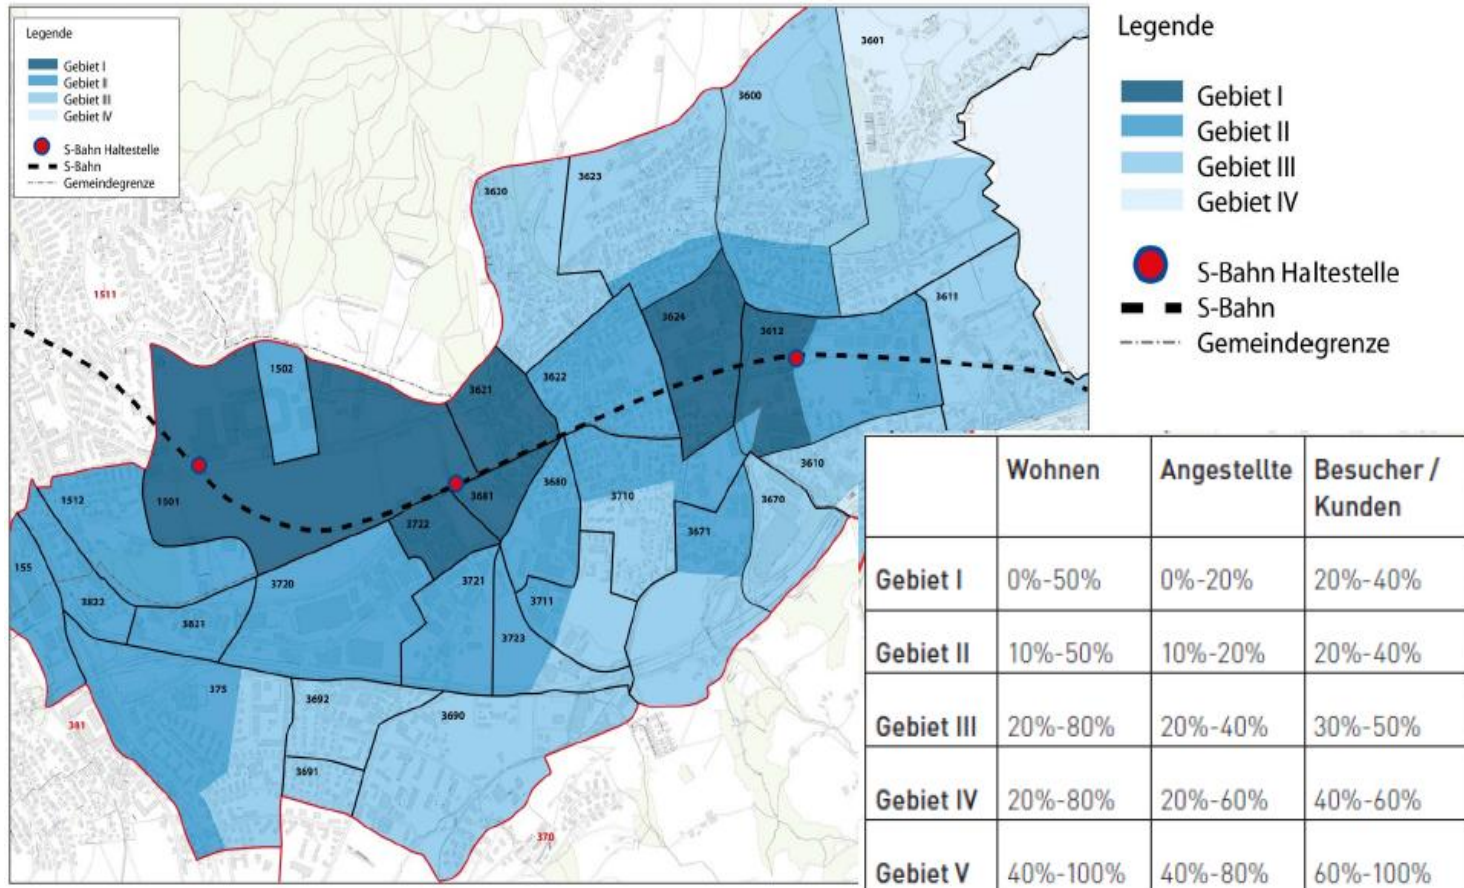 Legende
Gebiet I
Gebiet II
Gebiet III
Gebiet IV
S-Bahn Haltestelle
S-Bahn
Gemeindegrenze
3601
3600
3623
3620
1511
3611
3624
3612
1502
3621
3622
3610
1512
1501
3681
3680
3710
3670
3722
3671
155
3822
3720
3721
3711
3821
3723
375
3692
3690
381
3691
370
Legende
Gebiet I
Gebiet II
Gebiet III
Gebiet IV
S-Bahn Haltestelle
S-Bahn
Gemeindegrenze
Wohnen Angestellte Besucher /
Kunden
Gebiet I 0%-50% 0%-20% 20%-40%
Gebiet II 10%-50% 10%-20% 20%-40%
Gebiet III 20%-80% 20%-40% 30%-50%
Gebiet IV 20%-80% 20%-60% 40%-60%
Gebiet V 40%-100% 40%-80% 60%-100%